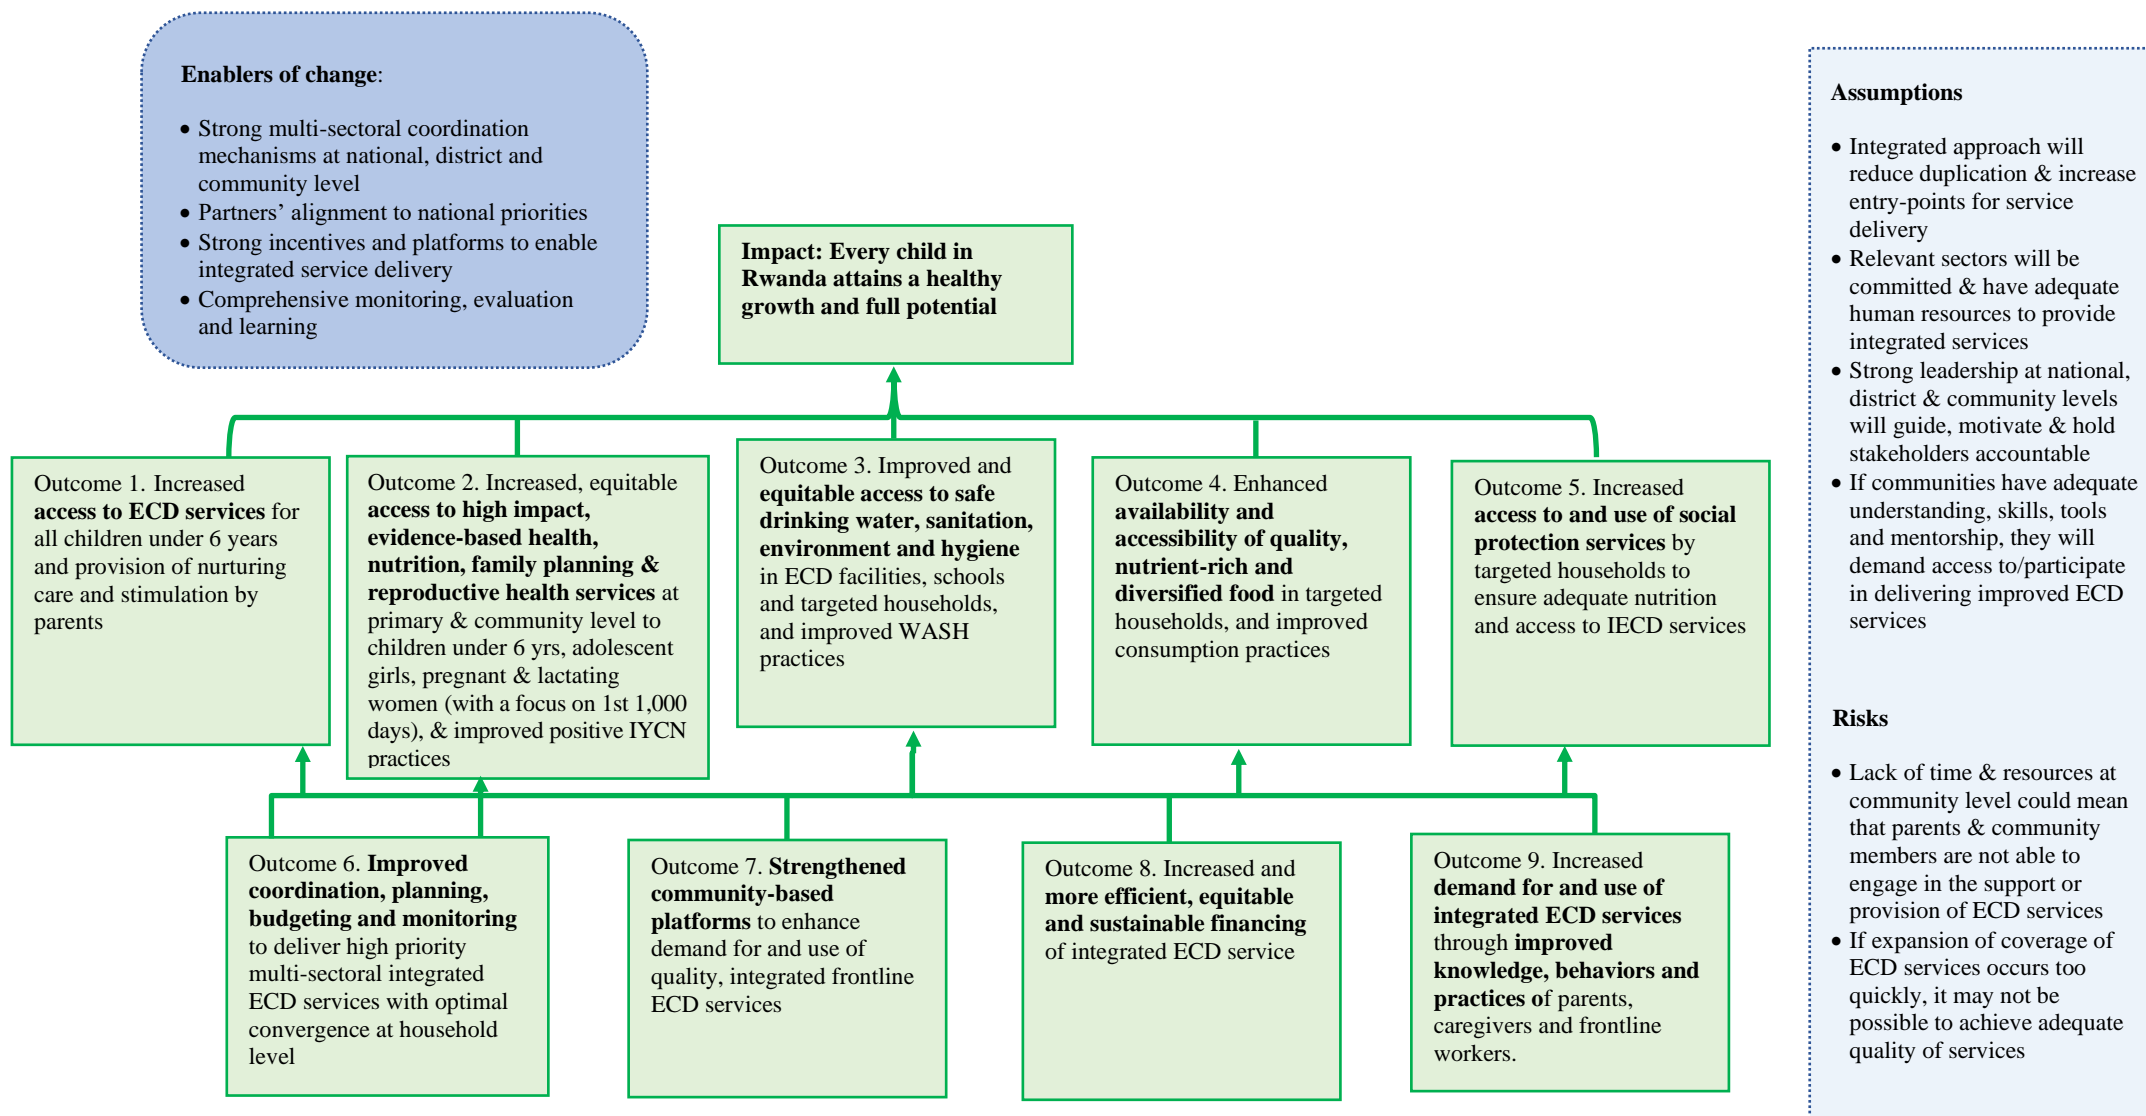 Enablers of change:
• Strong multi-sectoral coordination
mechanisms at national, district and
community level
• Partners’ alignment to national priorities
• Strong incentives and platforms to enable
integrated service delivery
• Comprehensive monitoring, evaluation
and learning
Impact: Every child in
Rwanda attains a healthy
growth and full potential
Outcome 1. Increased
access to ECD services for
all children under 6 years
and provision of nurturing
care and stimulation by
parents
Outcome 2. Increased, equitable
access to high impact,
evidence-based health,
nutrition, family planning &
reproductive health services at
primary & community level to
children under 6 yrs, adolescent
girls, pregnant & lactating
women (with a focus on 1st 1,000
days), & improved positive IYCN
practices
Outcome 3. Improved and
equitable access to safe
drinking water, sanitation,
environment and hygiene
in ECD facilities, schools
and targeted households,
and improved WASH
practices
Outcome 4. Enhanced
availability and
accessibility of quality,
nutrient-rich and
diversified food in targeted
households, and improved
consumption practices
Outcome 5. Increased
access to and use of social
protection services by
targeted households to
ensure adequate nutrition
and access to IECD services
Outcome 6. Improved
coordination, planning,
budgeting and monitoring
to deliver high priority
multi-sectoral integrated
ECD services with optimal
convergence at household
level
Outcome 7. Strengthened
community-based
platforms to enhance
demand for and use of
quality, integrated frontline
ECD services
Outcome 8. Increased and
more efficient, equitable
and sustainable financing
of integrated ECD service
Outcome 9. Increased
demand for and use of
integrated ECD services
through improved
knowledge, behaviors and
practices of parents,
caregivers and frontline
workers.
Assumptions
• Integrated approach will
reduce duplication & increase
entry-points for service
delivery
• Relevant sectors will be
committed & have adequate
human resources to provide
integrated services
• Strong leadership at national,
district & community levels
will guide, motivate & hold
stakeholders accountable
• If communities have adequate
understanding, skills, tools
and mentorship, they will
demand access to/participate
in delivering improved ECD
services
Risks
• Lack of time & resources at
community level could mean
that parents & community
members are not able to
engage in the support or
provision of ECD services
• If expansion of coverage of
ECD services occurs too
quickly, it may not be
possible to achieve adequate
quality of services